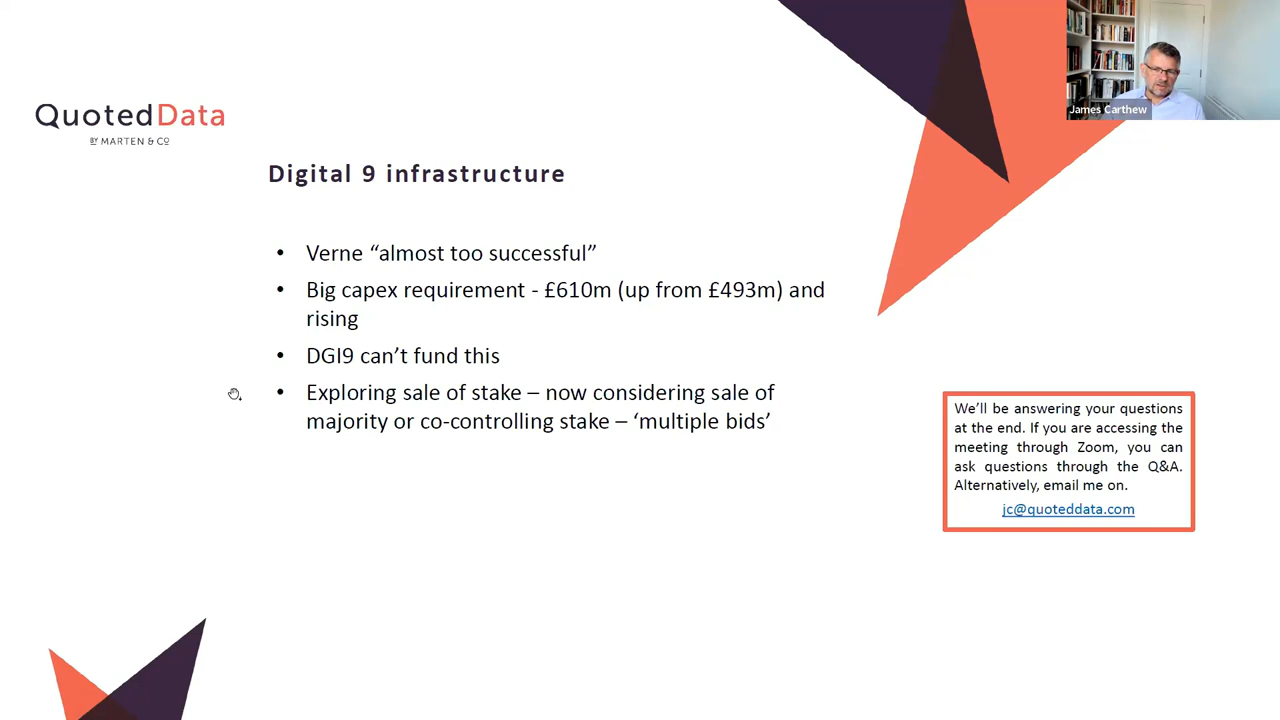 James Carthew
QuotedData
BY MARTEN & CO
Digital 9 infrastructure
• Verne “almost too successful”
• Big capex requirement - £610m (up from £493m) and
rising
• DGI9 can’t fund this
• Exploring sale of stake – now considering sale of
majority or co-controlling stake – ‘multiple bids’
We’ll be answering your questions
at the end. If you are accessing the
meeting through Zoom, you can
ask questions through the Q&A.
Alternatively, email me on.
jc@quoteddata.com